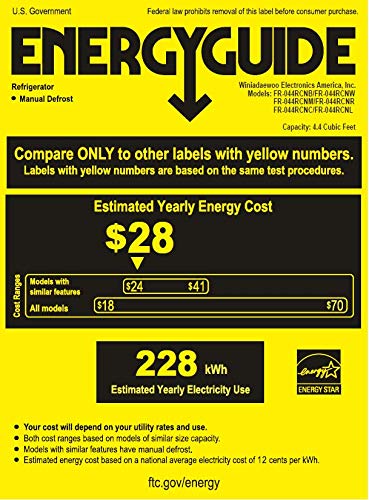 U.S. Government
Federal law prohibits removal of this label before consumer purchase.
ENERGYGUIDE
Refrigerator
• Manual Defrost
Winiadaewoo Electronics America, Inc.
Models: FR-044RCNB/FR-044RCNW
FR-044RCNM/FR-044RCNR
FR-044RCNC/FR-044RCNL
Capacity: 4.4 Cubic Feet
Compare ONLY to other labels with yellow numbers.
Labels with yellow numbers are based on the same test procedures.
Estimated Yearly Energy Cost
$28
Cost Ranges
Models with
similar features
$24 $41
All models
$18 $70
228 kWh
Estimated Yearly Electricity Use
energy
ENERGY STAR
• Your cost will depend on your utility rates and use.
• Both cost ranges based on models of similar size capacity.
• Models with similar features have manual defrost.
• Estimated energy cost based on a national average electricity cost of 12 cents per kWh.
ftc.gov/energy